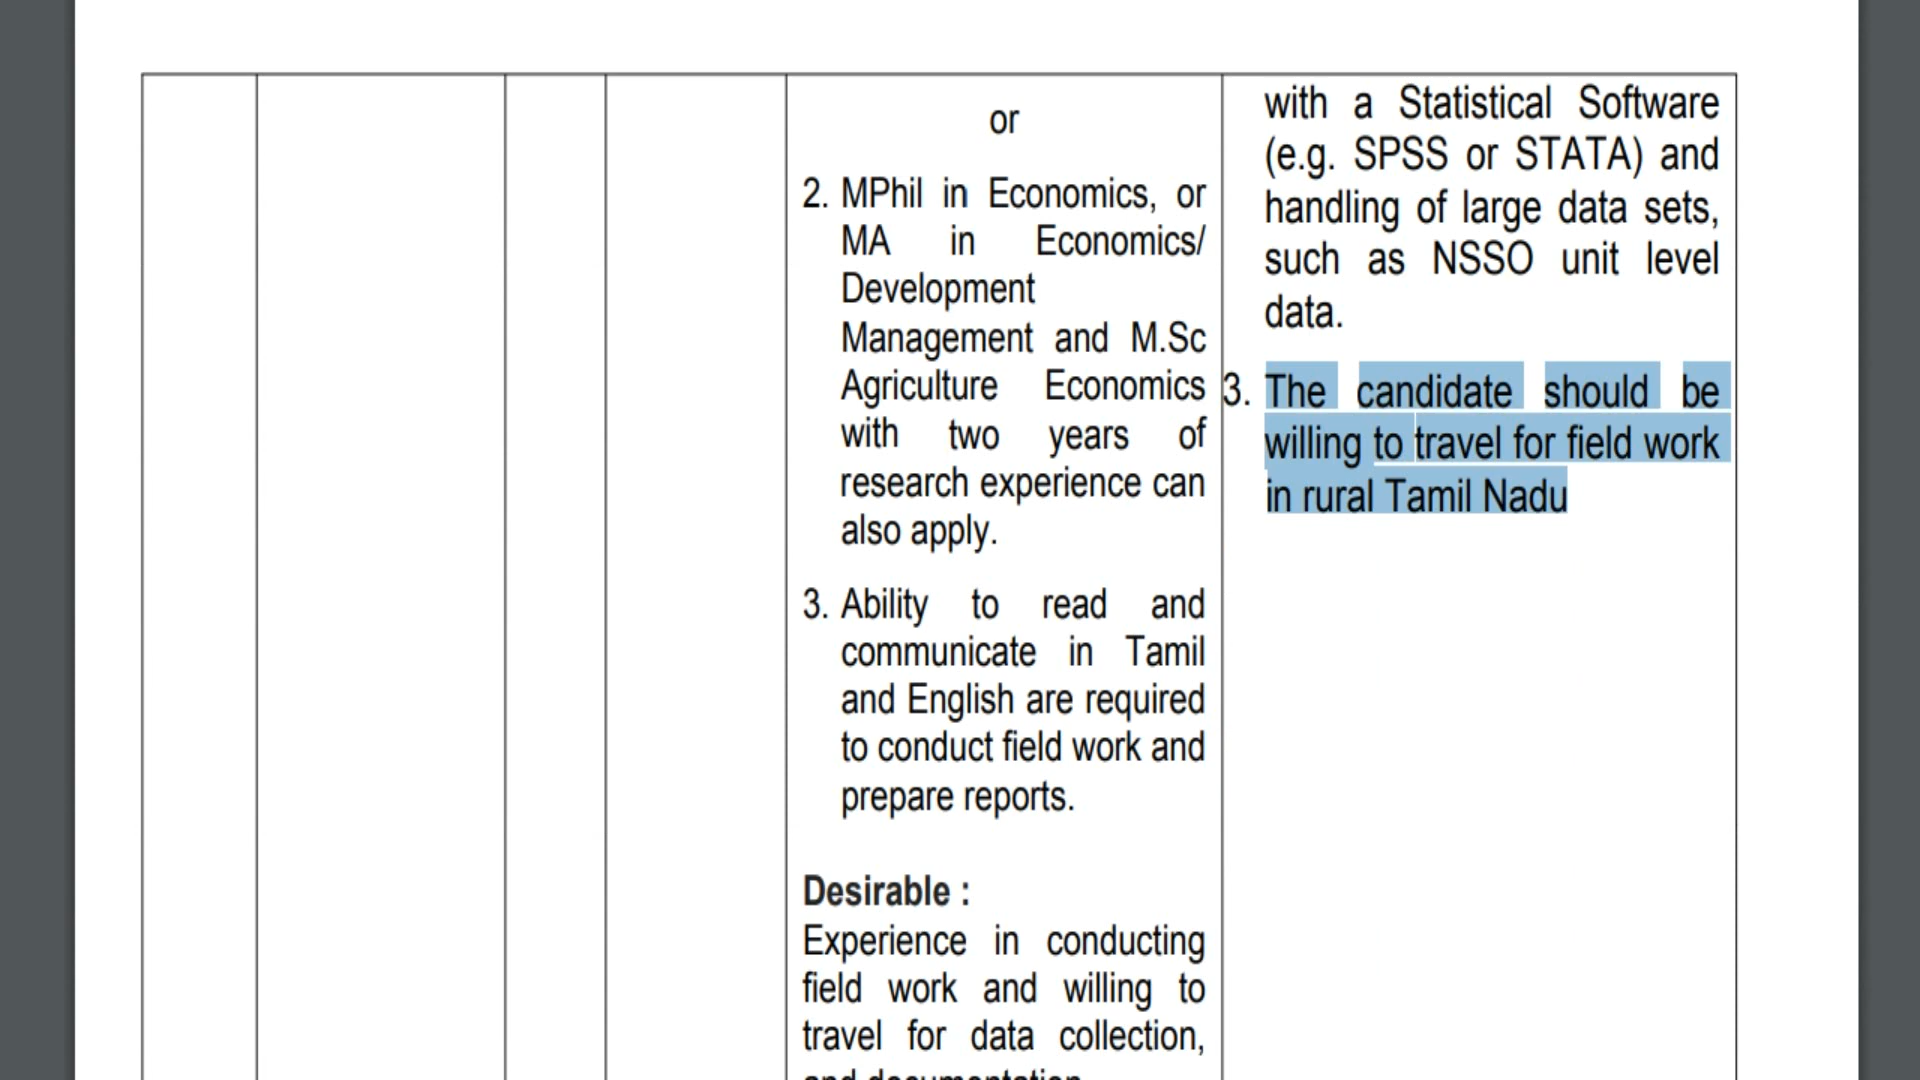 or
2. MPhil in Economics, or
MA in Economics/
Development
Management and M.Sc
Agriculture Economics
with two years of
research experience can
also apply.
3. Ability to read and
communicate in Tamil
and English are required
to conduct field work and
prepare reports.
Desirable :
Experience in conducting
field work and willing to
travel for data collection,
and documentation
with a Statistical Software
(e.g. SPSS or STATA) and
handling of large data sets,
such as NSSO unit level
data.
3. The candidate should be
willing to travel for field work
in rural Tamil Nadu